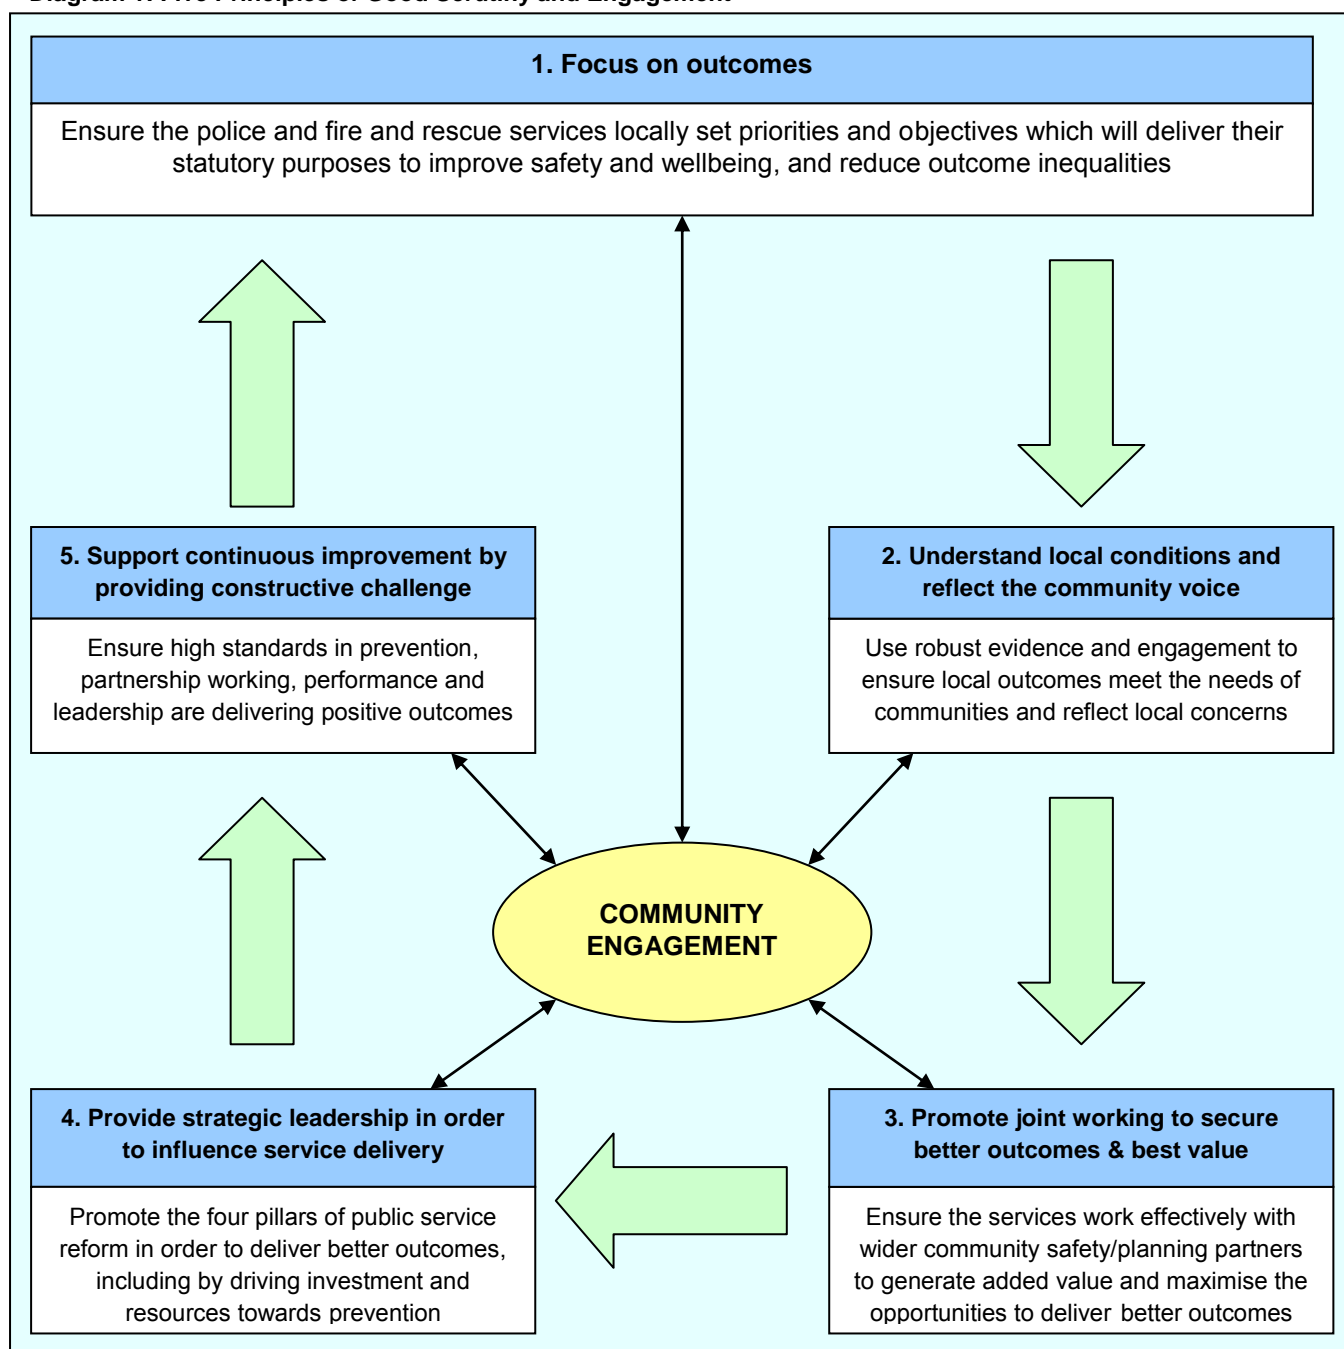 1. Focus on outcomes
Ensure the police and fire and rescue services locally set priorities and objectives which will deliver their
statutory purposes to improve safety and wellbeing, and reduce outcome inequalities
5. Support continuous improvement by
providing constructive challenge
Ensure high standards in prevention,
partnership working, performance and
leadership are delivering positive outcomes
2. Understand local conditions and
reflect the community voice
Use robust evidence and engagement to
ensure local outcomes meet the needs of
communities and reflect local concerns
COMMUNITY
ENGAGEMENT
4. Provide strategic leadership in order
to influence service delivery
Promote the four pillars of public service
reform in order to deliver better outcomes,
including by driving investment and
resources towards prevention
3. Promote joint working to secure
better outcomes & best value
Ensure the services work effectively with
wider community safety/planning partners
to generate added value and maximise the
opportunities to deliver better outcomes